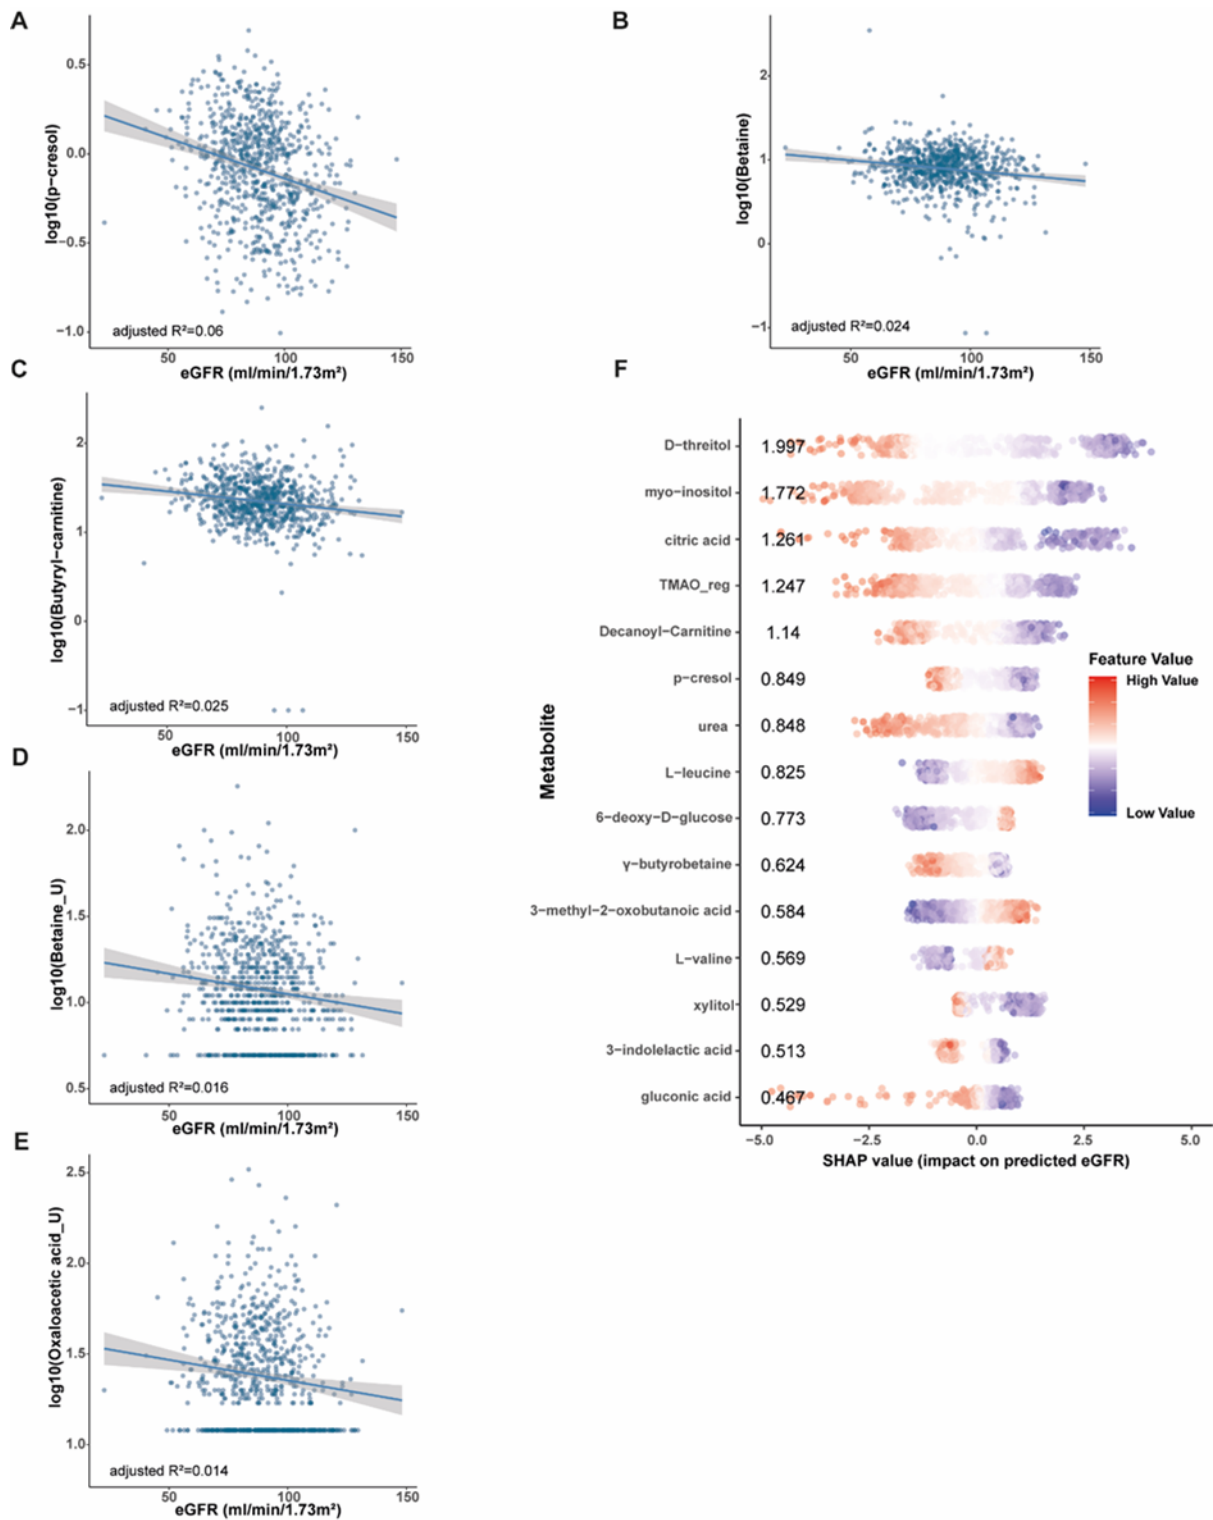 A
log10(p−cresol)
0.5
0.0
−0.5
−1.0
adjusted R²=0.06
50
100
150
eGFR (ml/min/1.73m²)
B
log10(Betaine)
2
1
0
−1
adjusted R²=0.024
50
100
150
eGFR (ml/min/1.73m²)
C
log10(Butyryl−carnitine)
2
1
0
−1
adjusted R²=0.025
50
100
150
eGFR (ml/min/1.73m²)
D
log10(Betaine_U)
2.0
1.5
1.0
0.5
adjusted R²=0.016
50
100
150
eGFR (ml/min/1.73m²)
E
log10(Oxaloacetic acid_U)
2.5
2.0
1.5
1.0
adjusted R²=0.014
50
100
150
eGFR (ml/min/1.73m²)
F
Metabolite
D−threitol 1.997
myo−inositol 1.772
citric acid 1.261
TMAO_reg 1.247
Decanoyl−Carnitine 1.14
p−cresol 0.849
urea 0.848
L−leucine 0.825
6−deoxy−D−glucose 0.773
γ−butyrobetaine 0.624
3−methyl−2−oxobutanoic acid 0.584
L−valine 0.569
xylitol 0.529
3−indolelactic acid 0.513
gluconic acid 0.467
Feature Value
High Value
Low Value
−5.0
−2.5
0.0
2.5
5.0
SHAP value (impact on predicted eGFR)